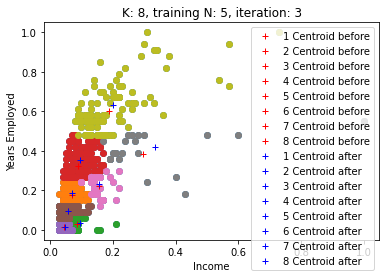 K: 8, training N: 5, iteration: 3
Years Employed
1.0
0.8
0.6
0.4
0.2
0.0
0.0 0.2 0.4 0.6 0.8 1.0
Income
1 Centroid before
2 Centroid before
3 Centroid before
4 Centroid before
5 Centroid before
6 Centroid before
7 Centroid before
8 Centroid before
1 Centroid after
2 Centroid after
3 Centroid after
4 Centroid after
5 Centroid after
6 Centroid after
7 Centroid after
8 Centroid after